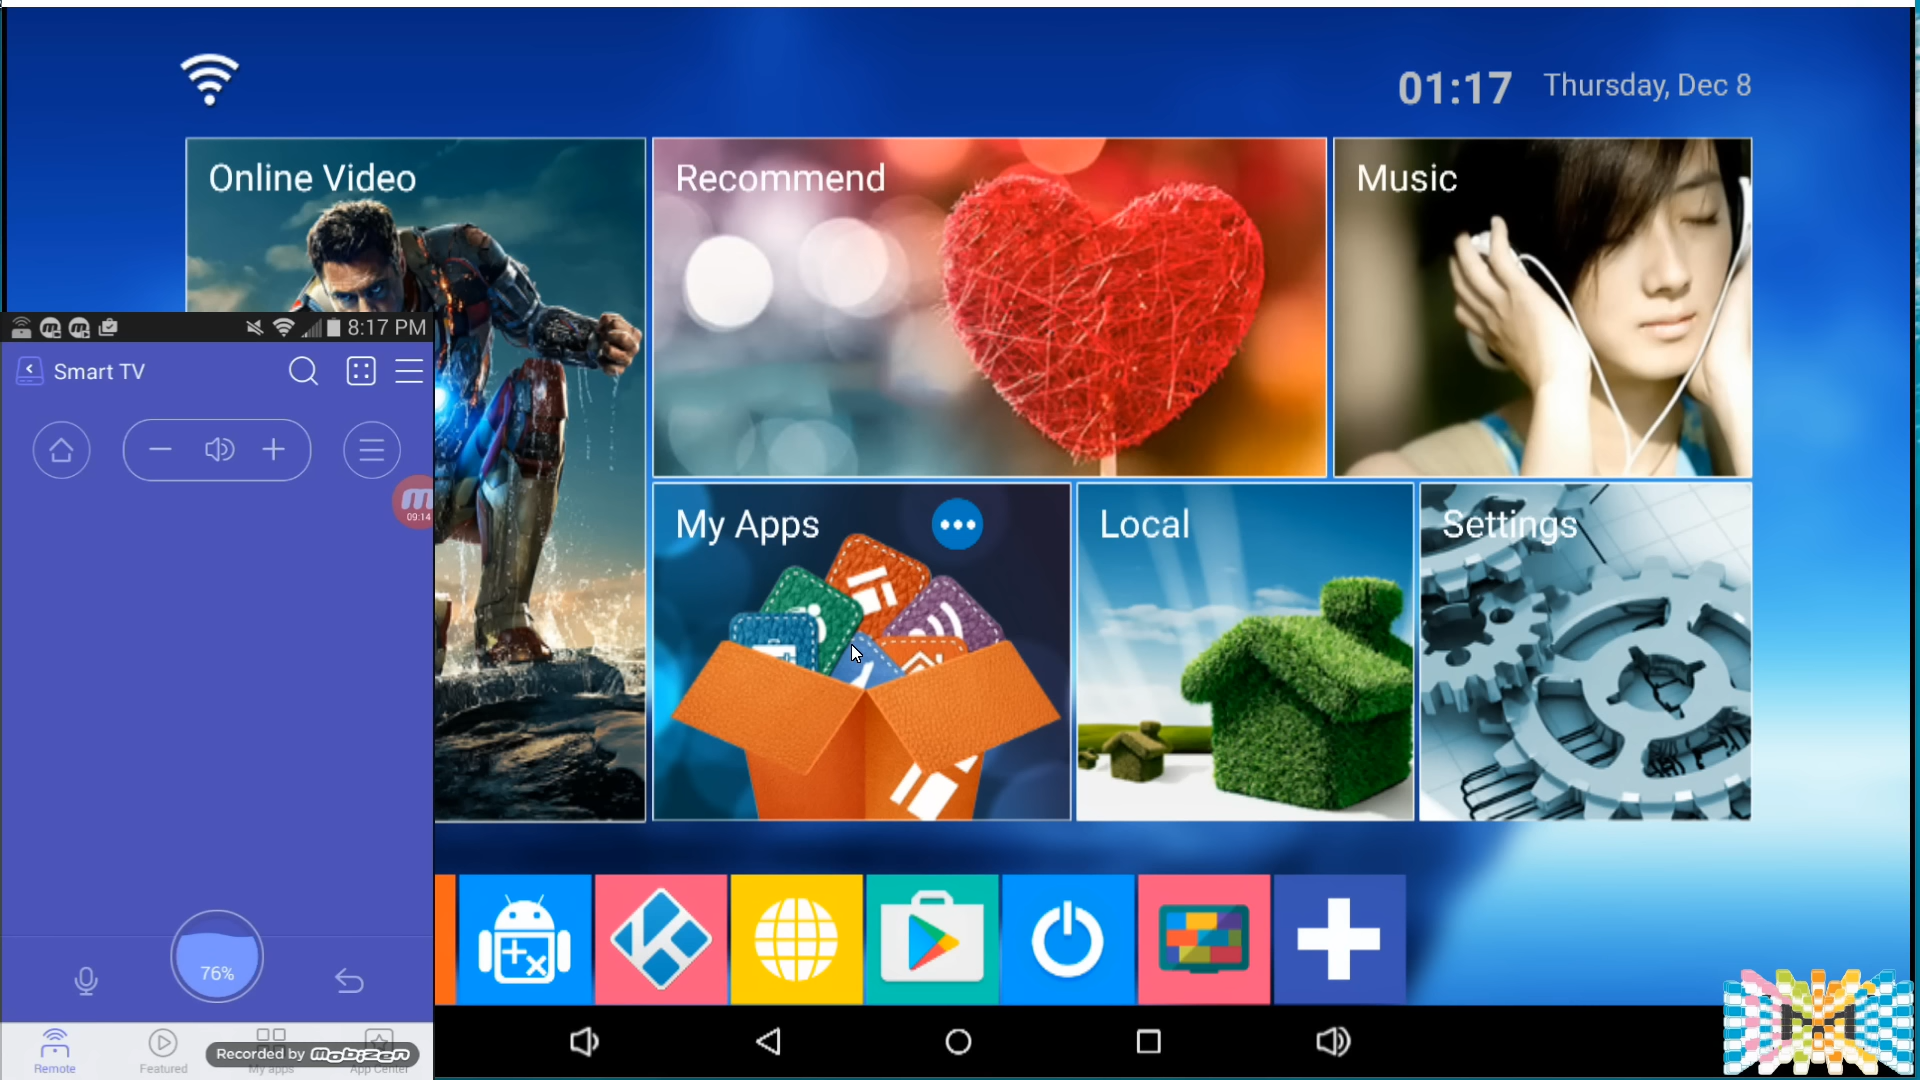 01:17 Thursday, Dec 8
Online Video
Recommend
Music
8:17 PM
Smart TV
09:14
My Apps
Local
Settings
76%
Remote
Featured
My apps
App Center
Recorded by mobizen